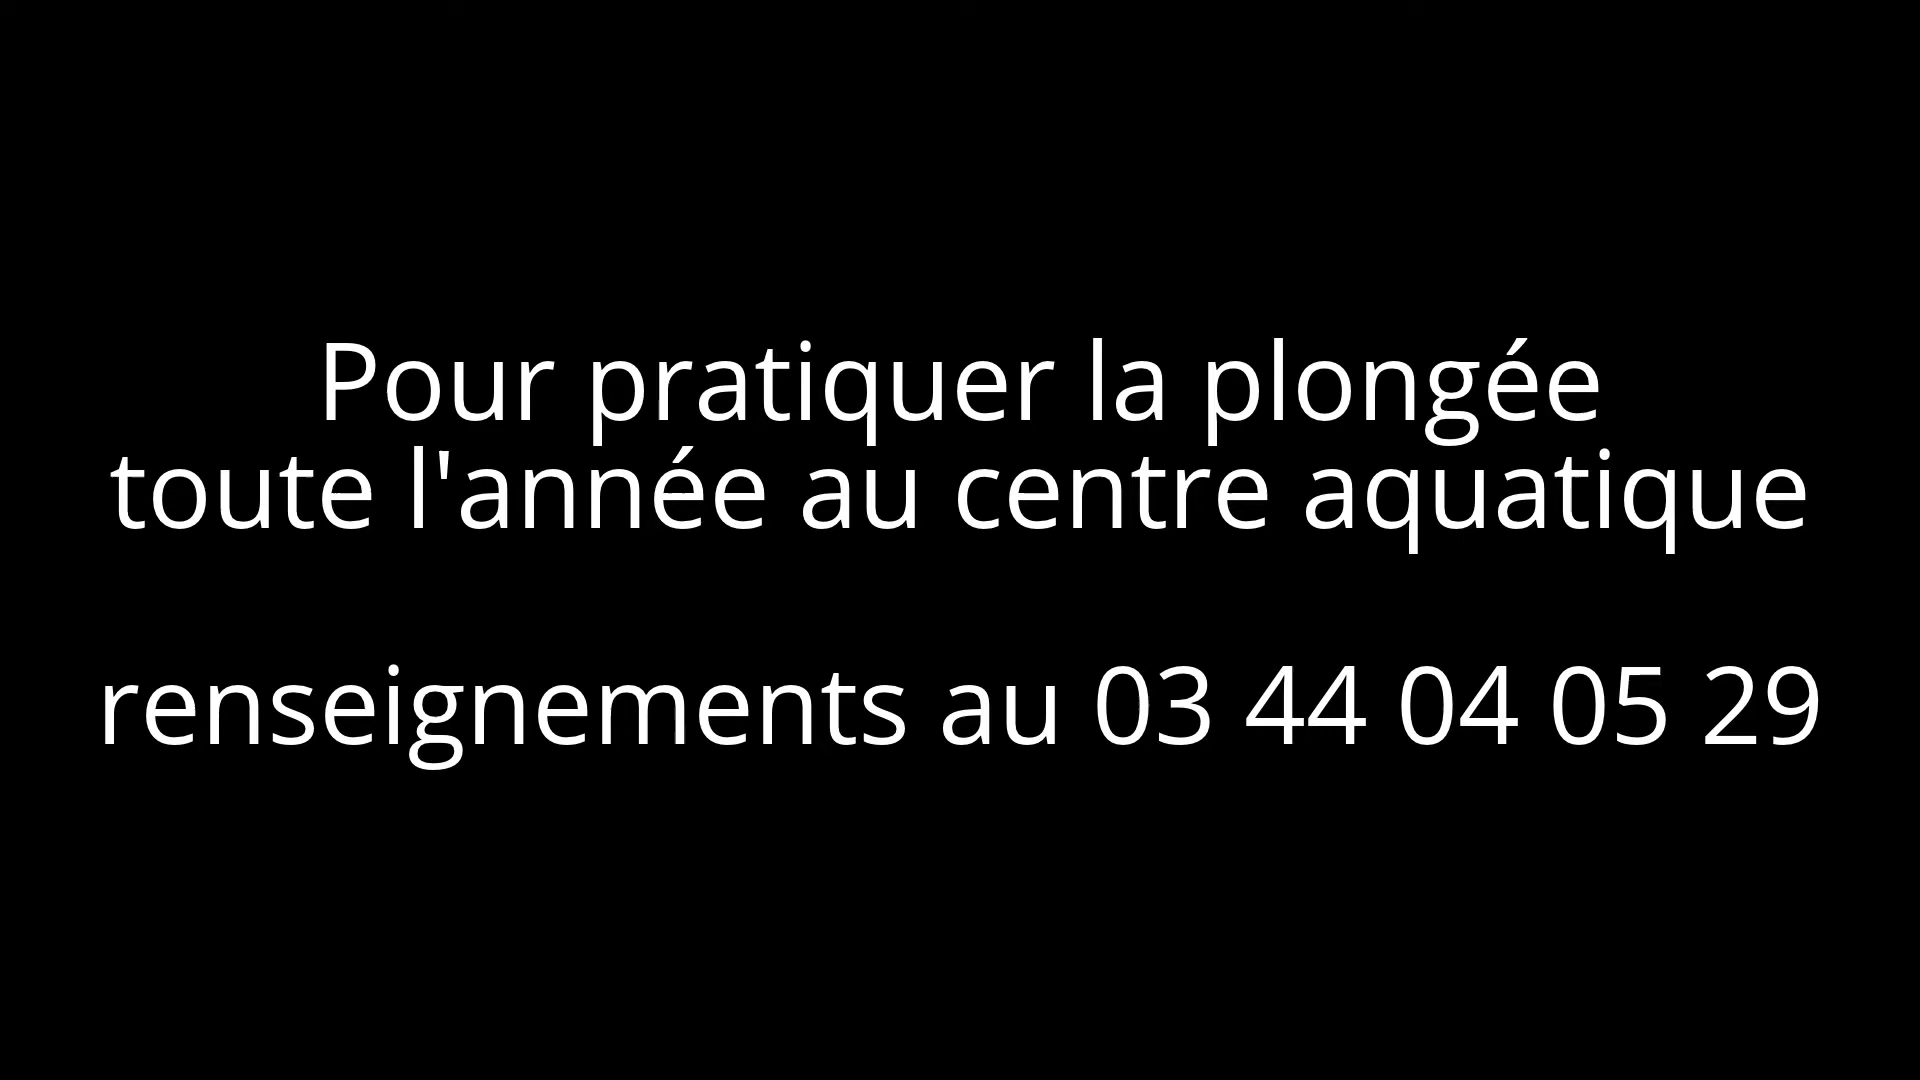 Pour pratiquer la plongée
toute l'année au centre aquatique
renseignements au 03 44 04 05 29